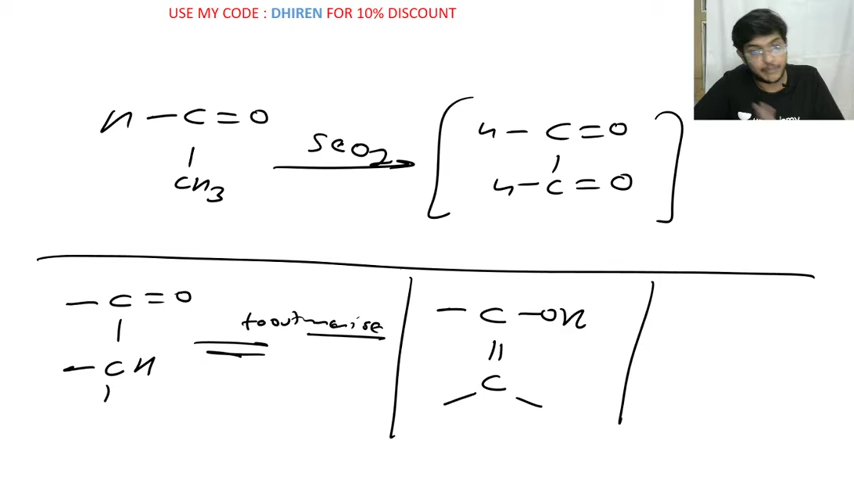 USE MY CODE : DHIREN FOR 10% DISCOUNT
H — C = O
|
CH3
SeO2
H — C = O
|
H — C = O
— C = O
|
— CH
|
tautomerise
— C — OH
||
C